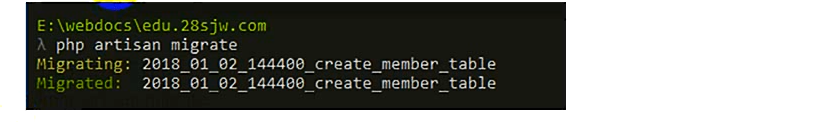 E:\webdocs\edu.28sjw.com
λ php artisan migrate
Migrating: 2018_01_02_144400_create_member_table
Migrated:  2018_01_02_144400_create_member_table